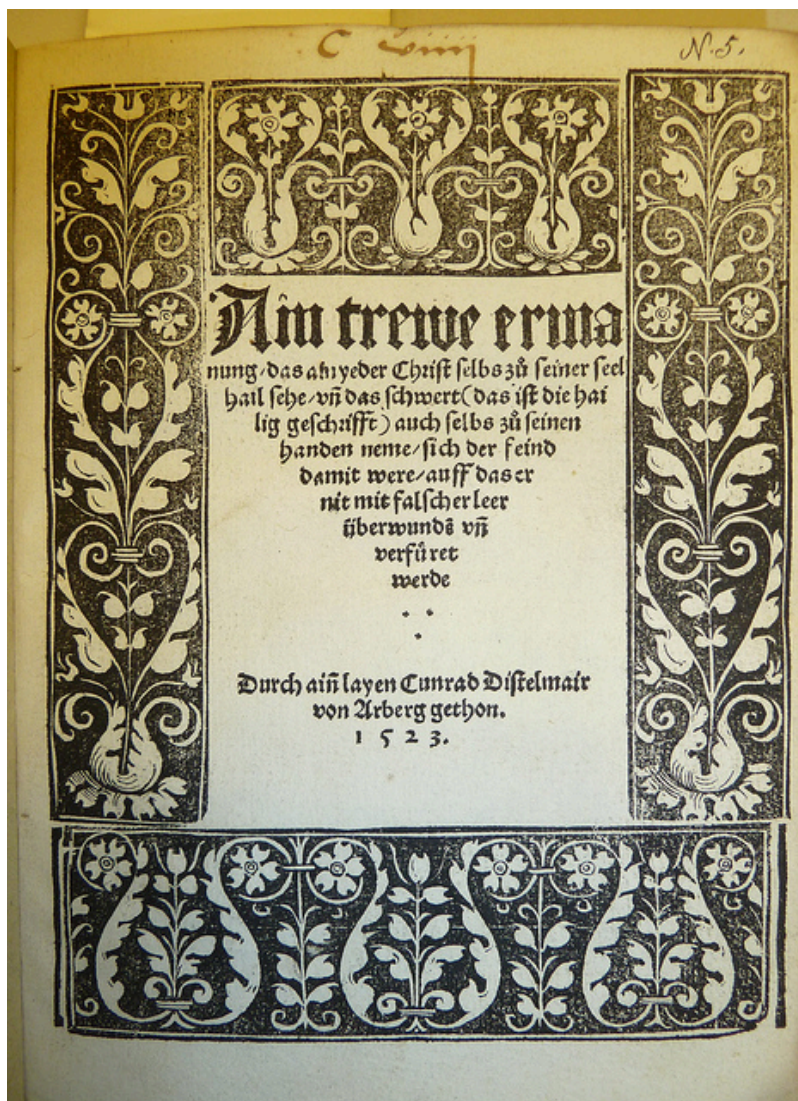 C viiij
N. 5.
Ain trewe erma
nung/das ain yeder Christ selbs zů seiner seel
hail sehe/vñ das schwert (das ist die hai
lig geschrifft) auch selbs zů seinen
handen neme/sich der feind
damit were/auff das er
nit mit falscher leer
überwundẽ vñ
verfůret
werde
Durch aiñ layen Cunrad Distelmair
von Arberg gethon.
1523.